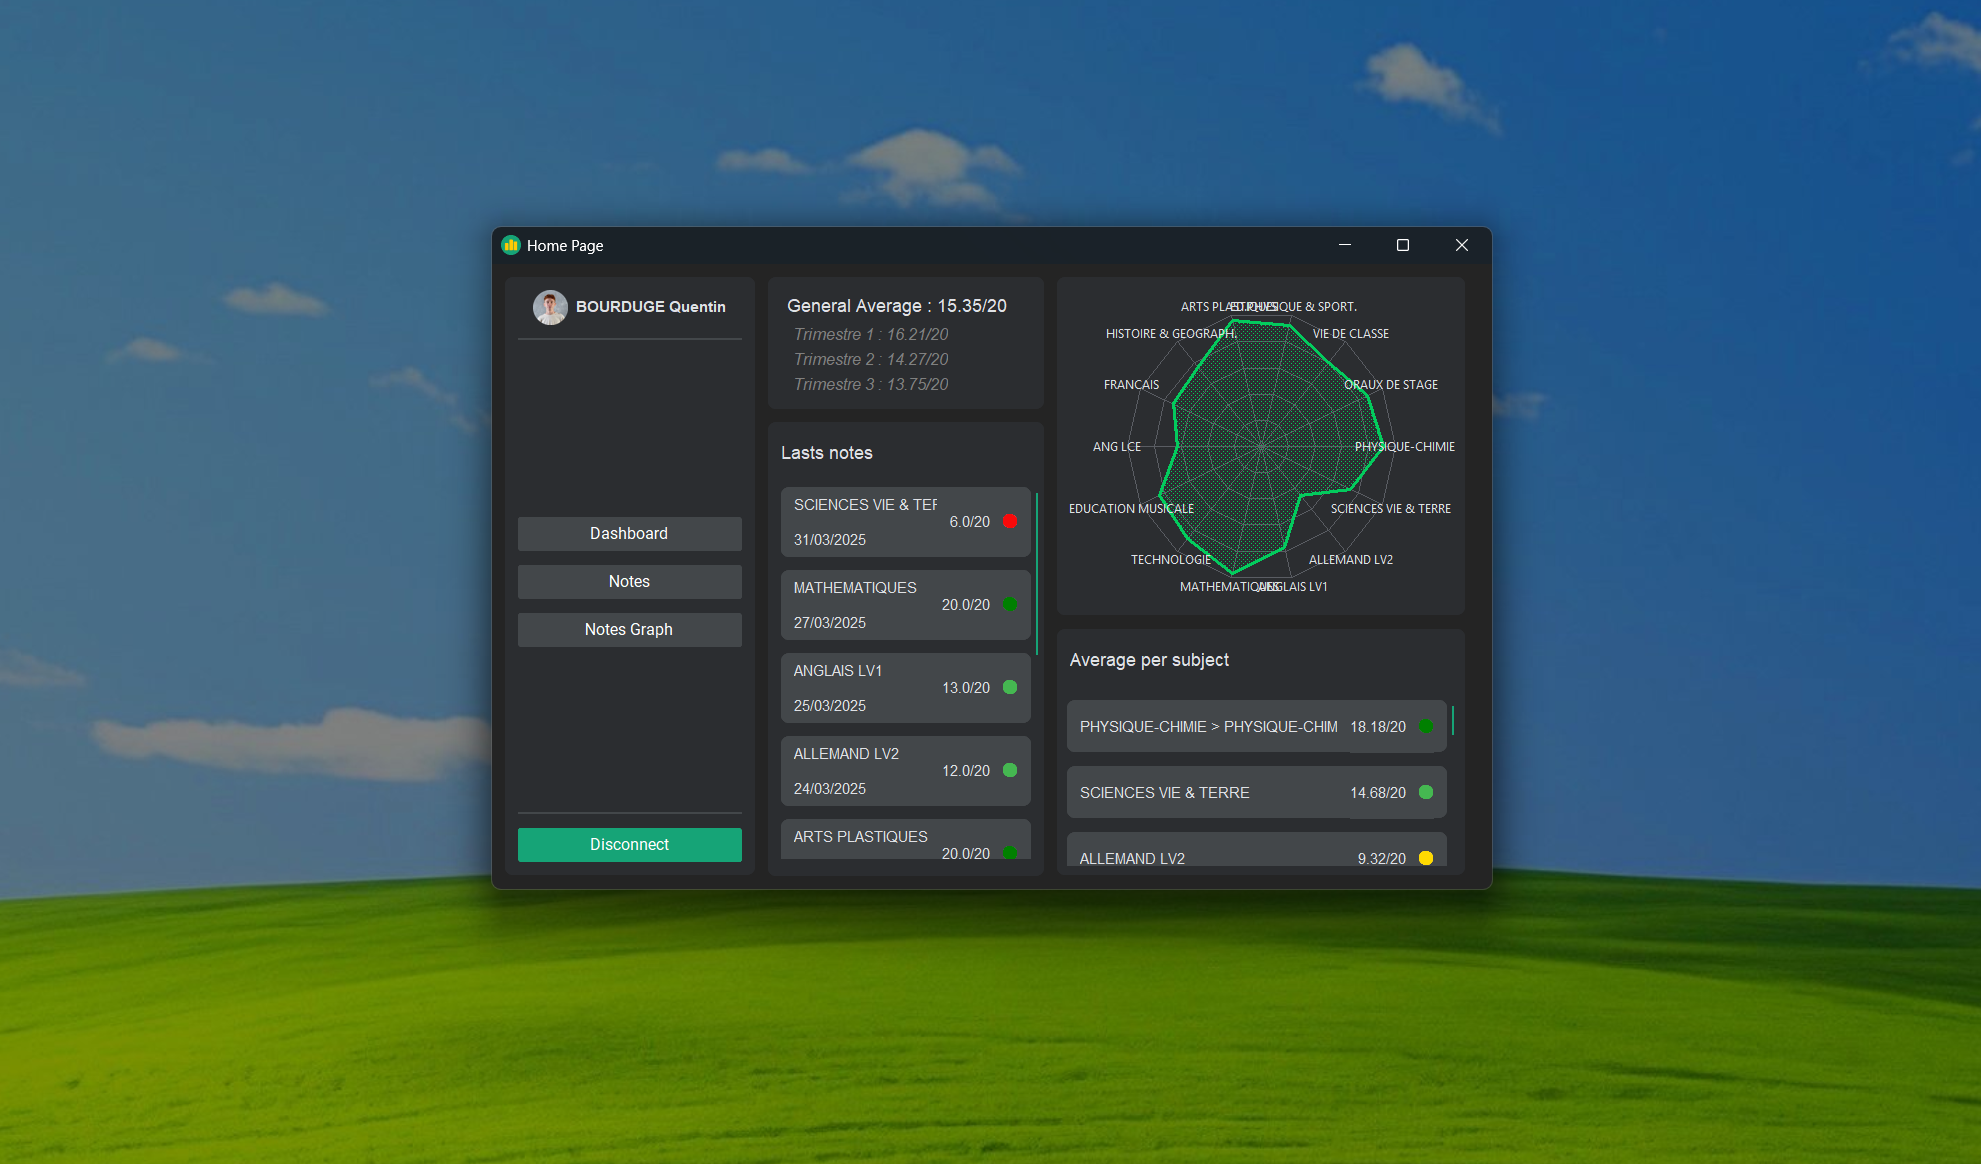 Home Page
BOURDUGE Quentin
Dashboard
Notes
Notes Graph
Disconnect
General Average : 15.35/20
Trimestre 1 : 16.21/20
Trimestre 2 : 14.27/20
Trimestre 3 : 13.75/20
Lasts notes
SCIENCES VIE & TER
6.0/20
31/03/2025
MATHEMATIQUES
20.0/20
27/03/2025
ANGLAIS LV1
13.0/20
25/03/2025
ALLEMAND LV2
12.0/20
24/03/2025
ARTS PLASTIQUES
20.0/20
ARTS PLASTIQUES
ED.PHYSIQUE & SPORT.
HISTOIRE & GEOGRAPH.
VIE DE CLASSE
FRANCAIS
ORAUX DE STAGE
ANG LCE
PHYSIQUE-CHIMIE
EDUCATION MUSICALE
SCIENCES VIE & TERRE
TECHNOLOGIE
ALLEMAND LV2
MATHEMATIQUES
ANGLAIS LV1
Average per subject
PHYSIQUE-CHIMIE > PHYSIQUE-CHIM
18.18/20
SCIENCES VIE & TERRE
14.68/20
ALLEMAND LV2
9.32/20